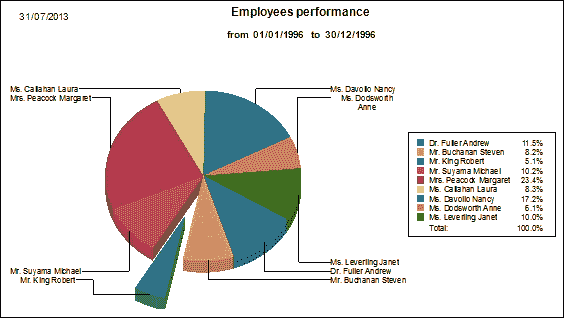 31/07/2013
Employees performance
from 01/01/1996 to 30/12/1996
Ms. Callahan Laura
Mrs. Peacock Margaret
Ms. Davolio Nancy
Ms. Dodsworth
Anne
Dr. Fuller Andrew 11.5%
Mr. Buchanan Steven 8.2%
Mr. King Robert 5.1%
Mr. Suyama Michael 10.2%
Mrs. Peacock Margaret 23.4%
Ms. Callahan Laura 8.3%
Ms. Davolio Nancy 17.2%
Ms. Dodsworth Anne 6.1%
Ms. Leverling Janet 10.0%
Total: 100.0%
Mr. Suyama Michael
Mr. King Robert
Ms. Leverling Janet
Dr. Fuller Andrew
Mr. Buchanan Steven